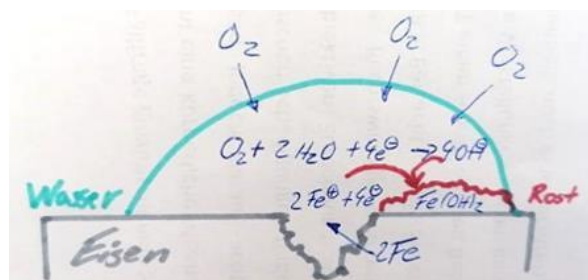 O₂
O₂
O₂
O₂ + 2H₂O + 4e⊖ → 4OH⊖
Wasser
2Fe⊕ + 4e⊖
Fe(OH)₂
Rost
Eisen
2Fe